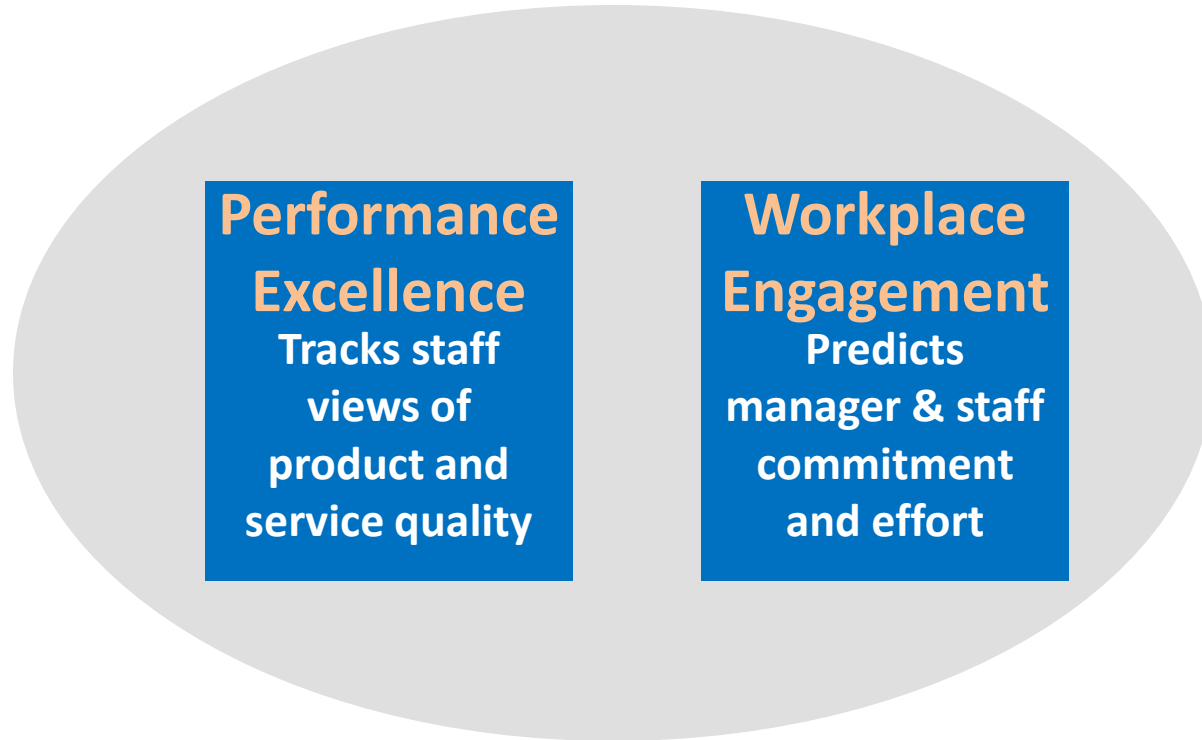 Performance
Excellence
Tracks staff
views of
product and
service quality
Workplace
Engagement
Predicts
manager & staff
commitment
and effort